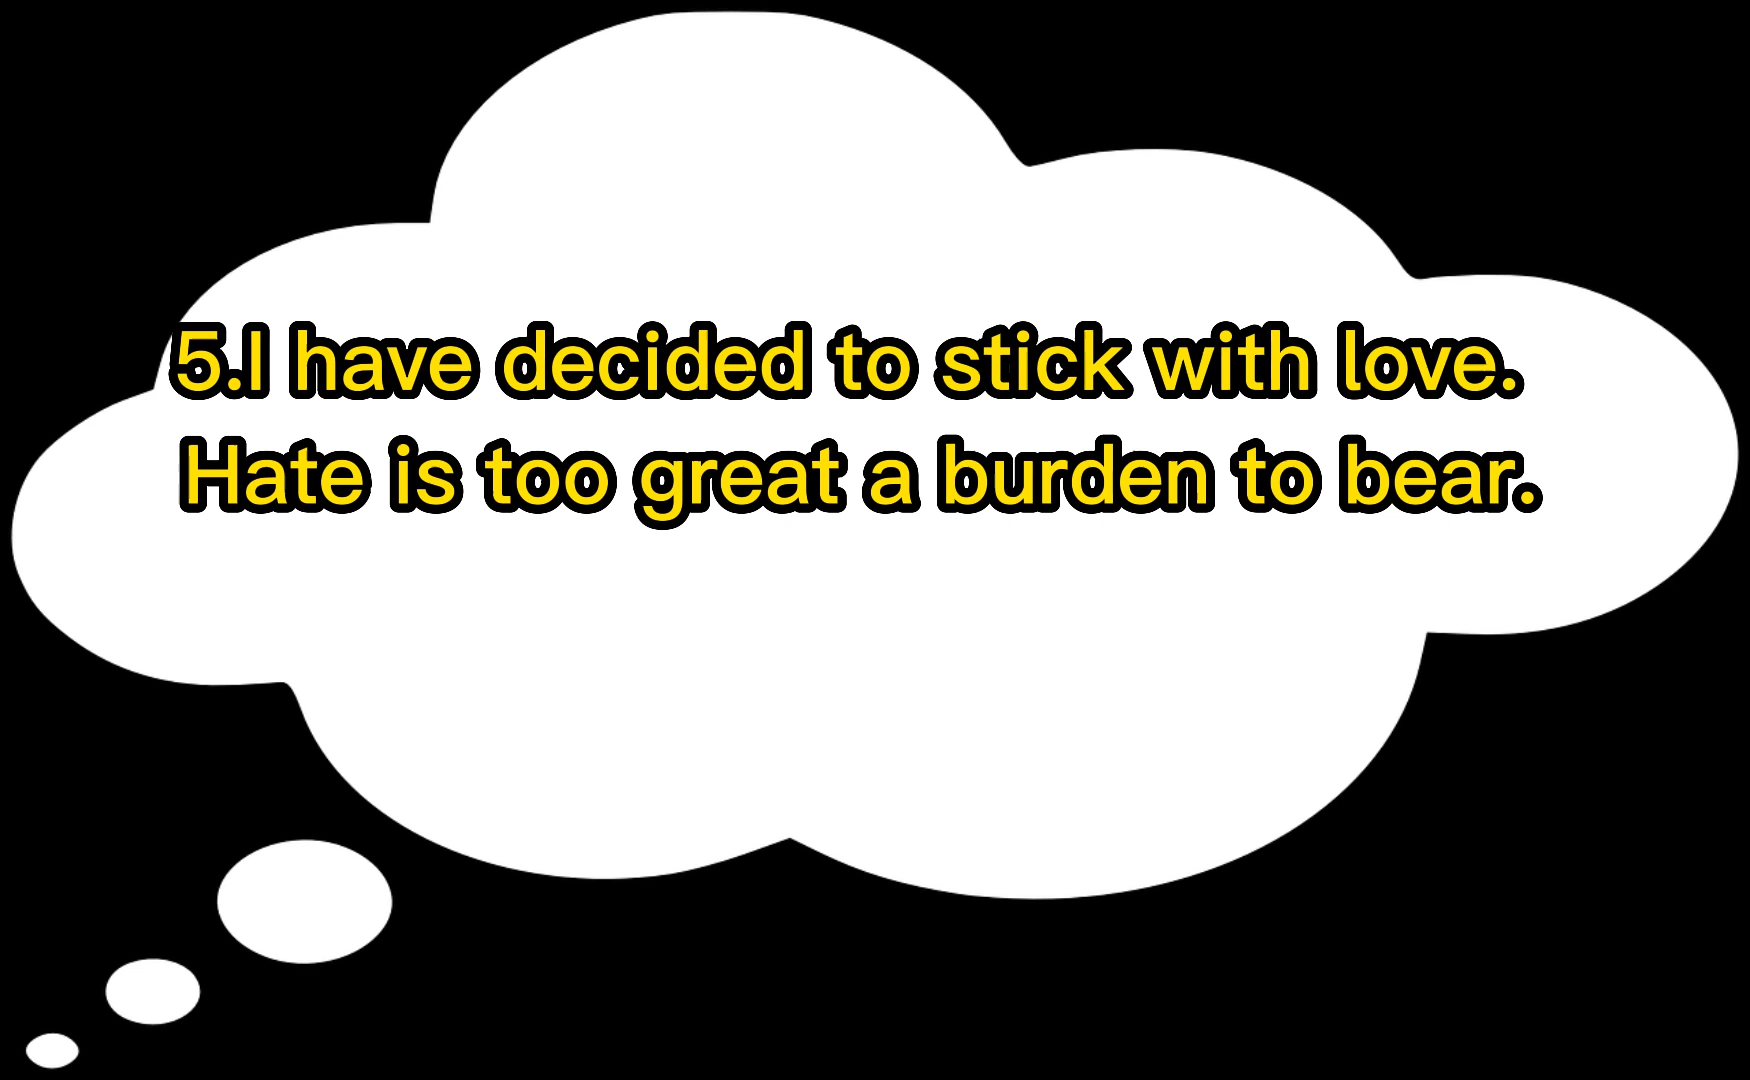 5.I have decided to stick with love.
Hate is too great a burden to bear.